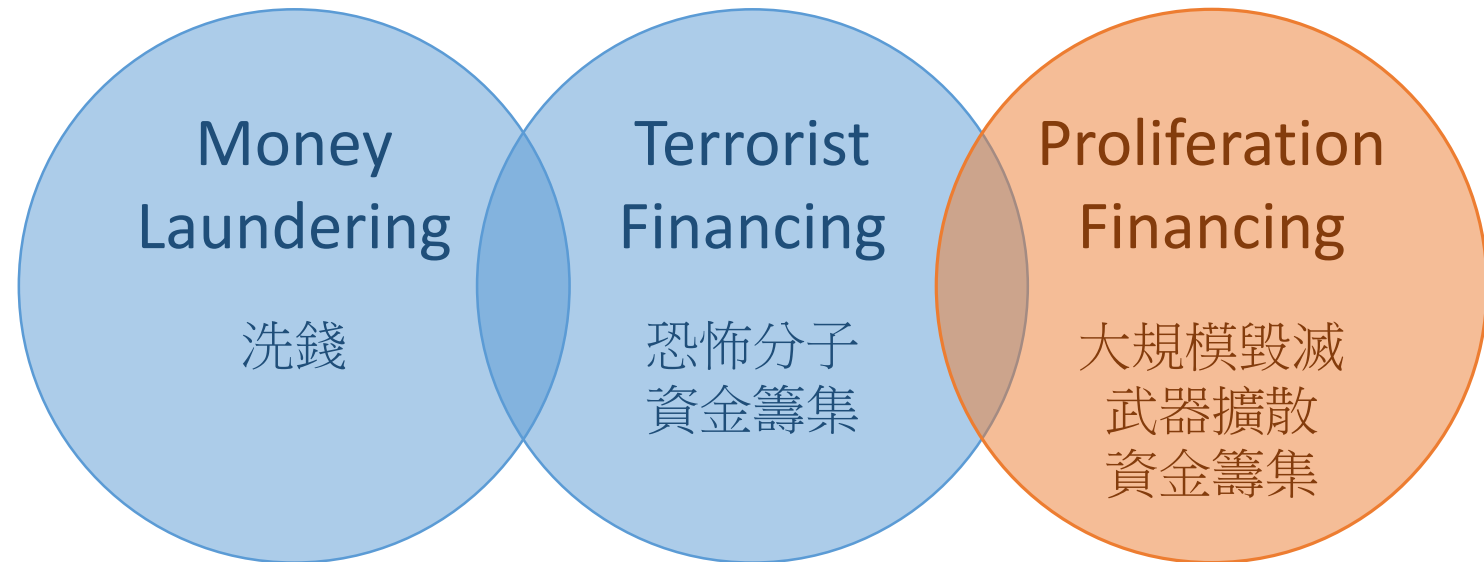 Money
Laundering
洗錢
Terrorist
Financing
恐怖分子
資金籌集
Proliferation
Financing
大規模毀滅
武器擴散
資金籌集